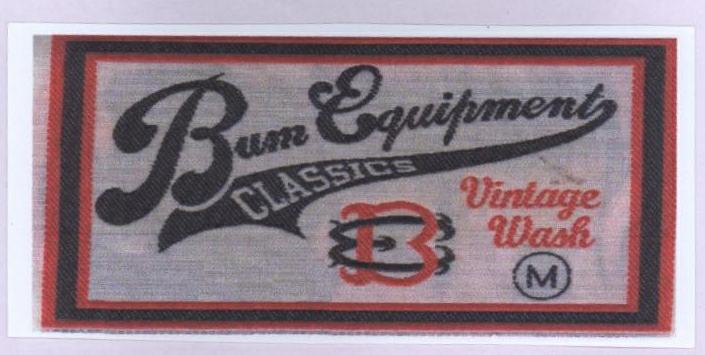 Bum Equipment
CLASSICS
B
Vintage
Wash
M